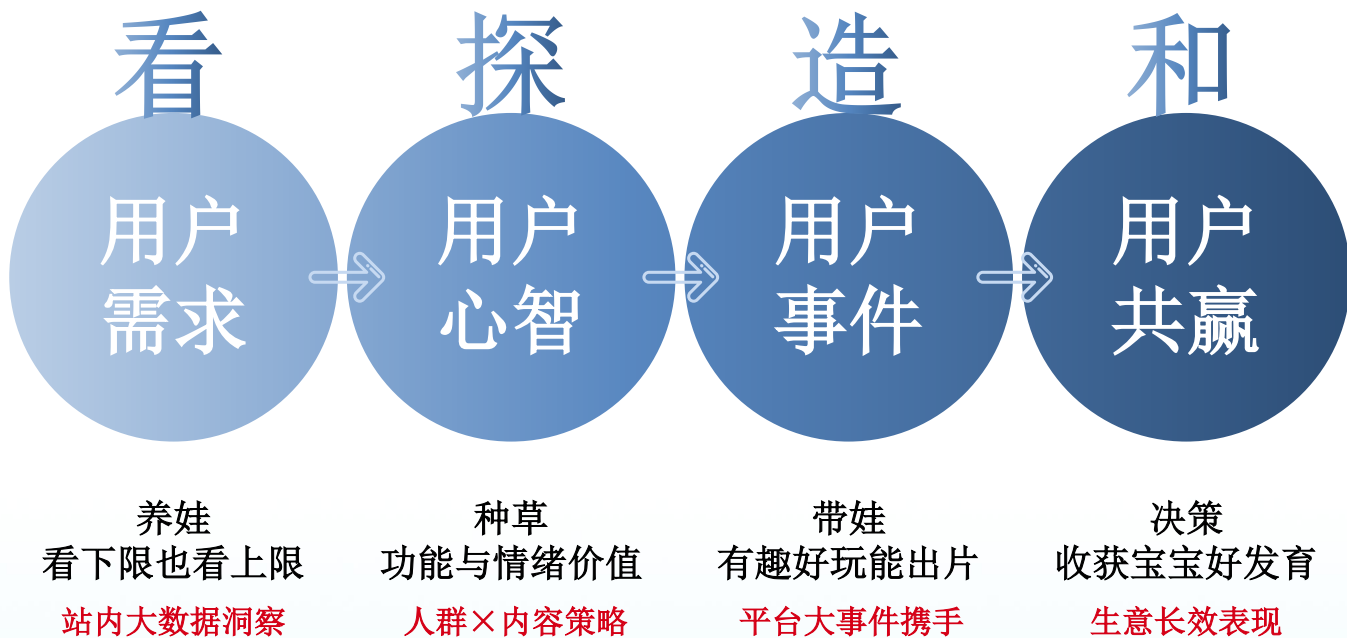 看
用户
需求
养娃
看下限也看上限
站内大数据洞察
探
用户
心智
种草
功能与情绪价值
人群×内容策略
造
用户
事件
带娃
有趣好玩能出片
平台大事件携手
和
用户
共赢
决策
收获宝宝好发育
生意长效表现